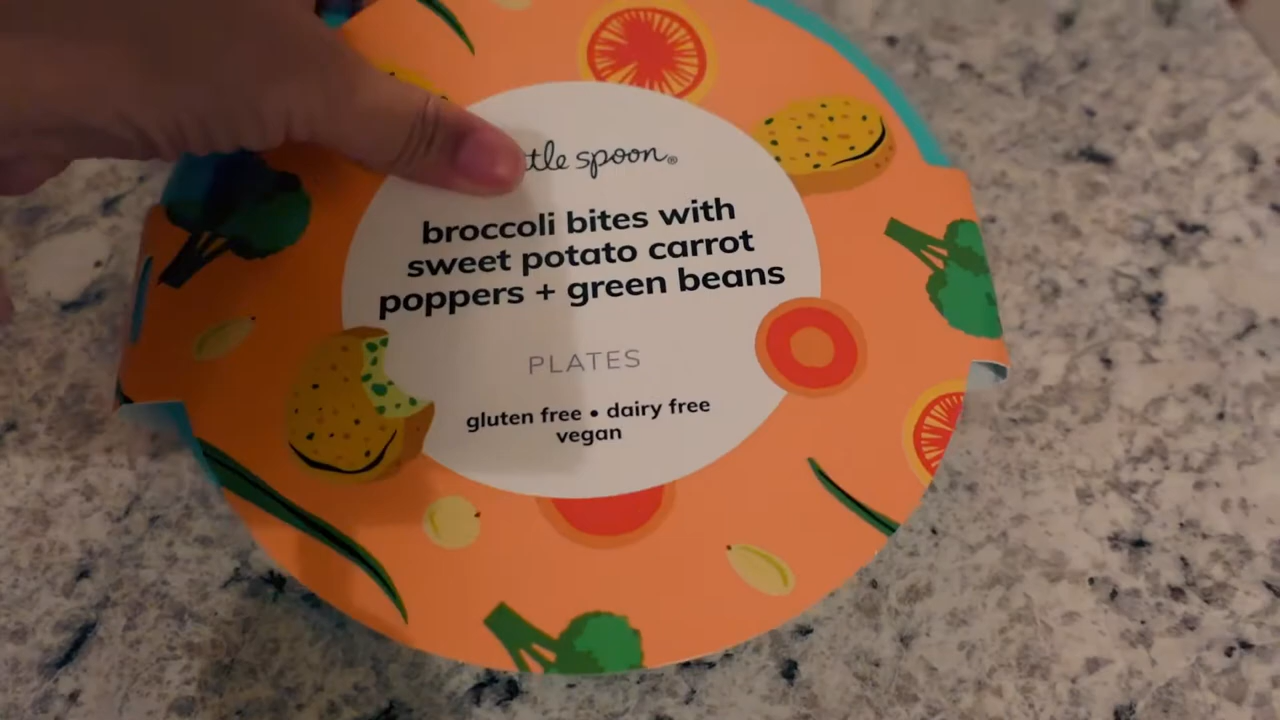 tle spoon®
broccoli bites with
sweet potato carrot
poppers + green beans
PLATES
gluten free • dairy free
vegan